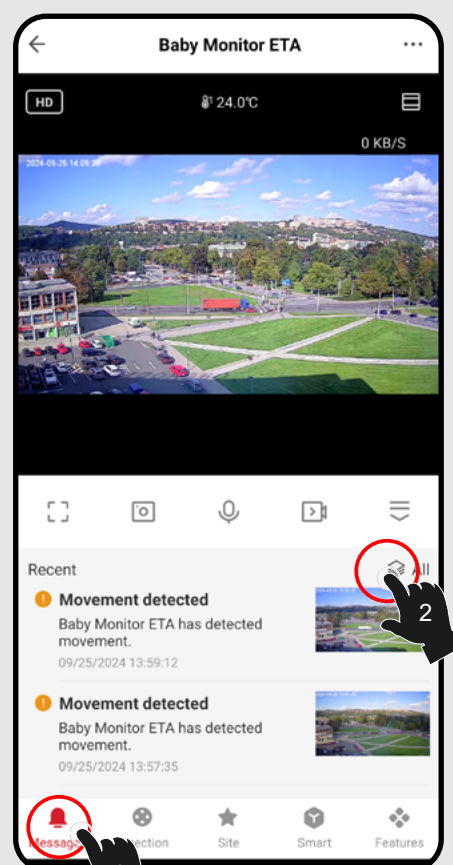 Baby Monitor ETA
HD
24.0°C
0 KB/S
2024-09-25 14:09:35
Recent
All
2
Movement detected
Baby Monitor ETA has detected
movement.
09/25/2024 13:59:12
Movement detected
Baby Monitor ETA has detected
movement.
09/25/2024 13:57:35
Site
Smart
Features